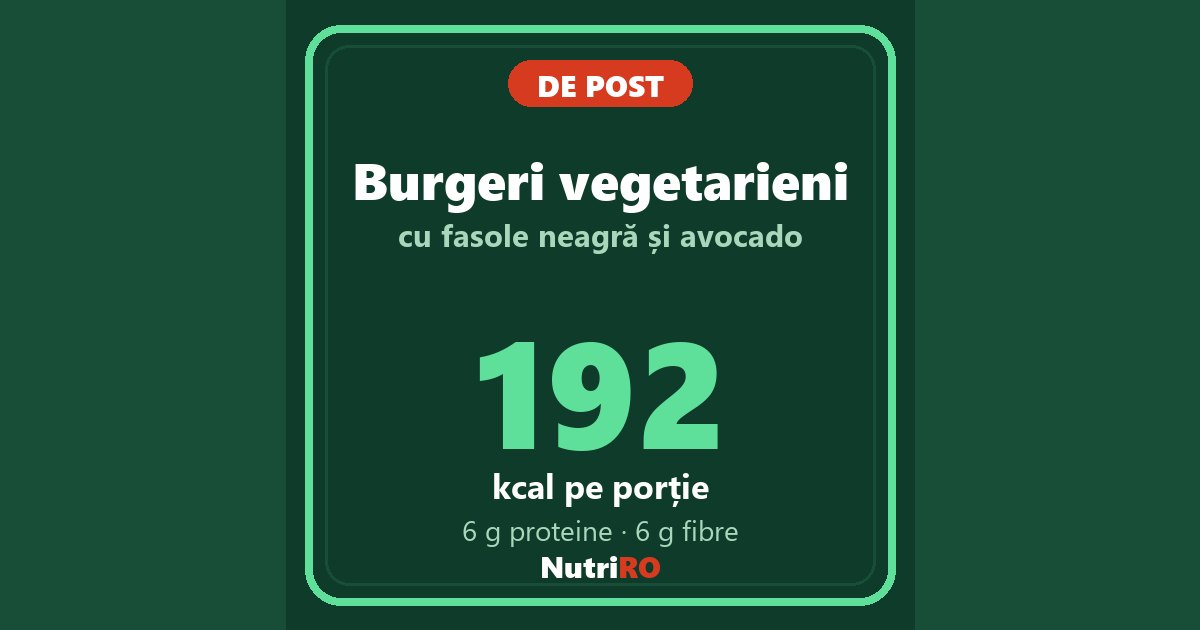 DE POST
Burgeri vegetarieni
cu fasole neagră și avocado
192
kcal pe porție
6 g proteine · 6 g fibre
NutriRO